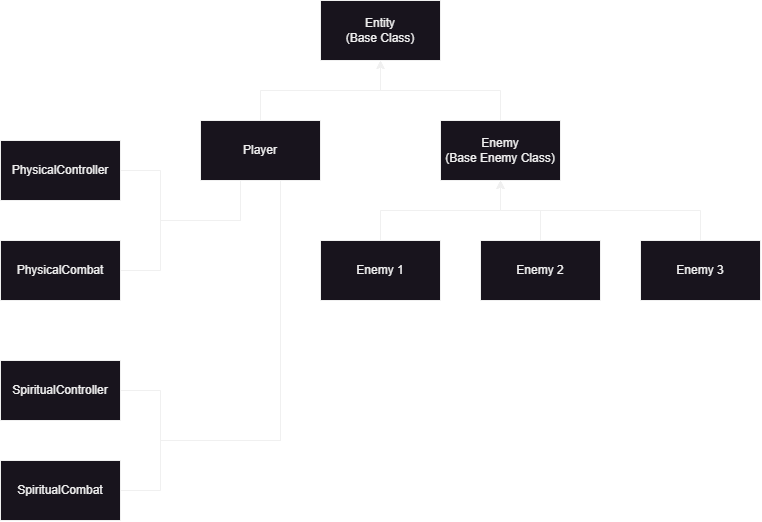 Entity
(Base Class)
Player
Enemy
(Base Enemy Class)
PhysicalController
PhysicalCombat
Enemy 1
Enemy 2
Enemy 3
SpiritualController
SpiritualCombat